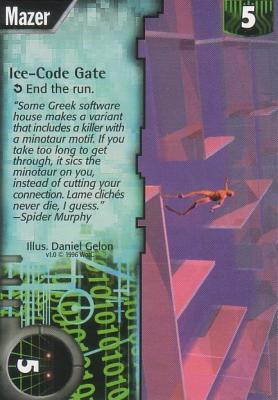 Mazer
5
Ice-Code Gate
End the run.
"Some Greek software
house makes a variant
that includes a killer with
a minotaur motif. If you
take too long to get
through, it sics the
minotaur on you,
instead of cutting your
connection. Lame clichés
never die, I guess."
–Spider Murphy
Illus. Daniel Gelon
v1.0 © 1996 WotC
5